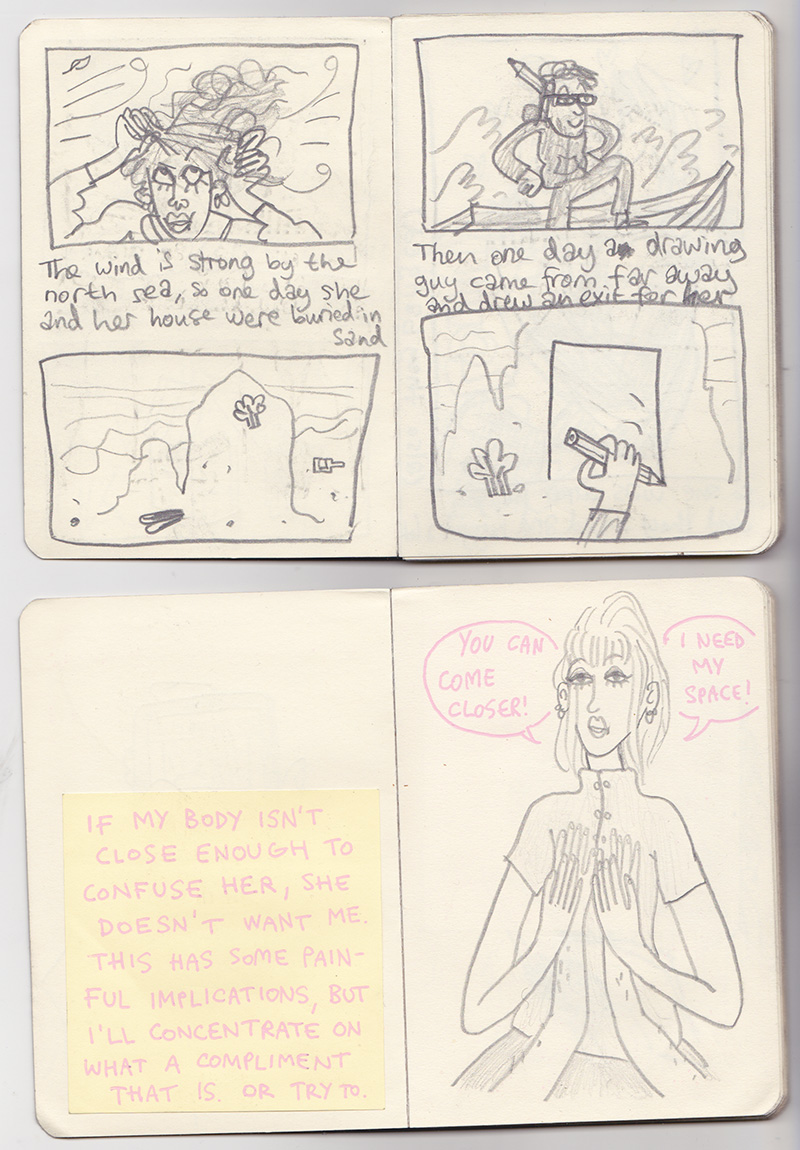 The wind is strong by the
north sea, so one day she
and her house were buried in
sand
Then one day a drawing
guy came from far away
and drew an exit for her
YOU CAN
COME
CLOSER!
I NEED
MY
SPACE!
IF MY BODY ISN'T
CLOSE ENOUGH TO
CONFUSE HER, SHE
DOESN'T WANT ME.
THIS HAS SOME PAIN-
FUL IMPLICATIONS, BUT
I'LL CONCENTRATE ON
WHAT A COMPLIMENT
THAT IS. OR TRY TO.